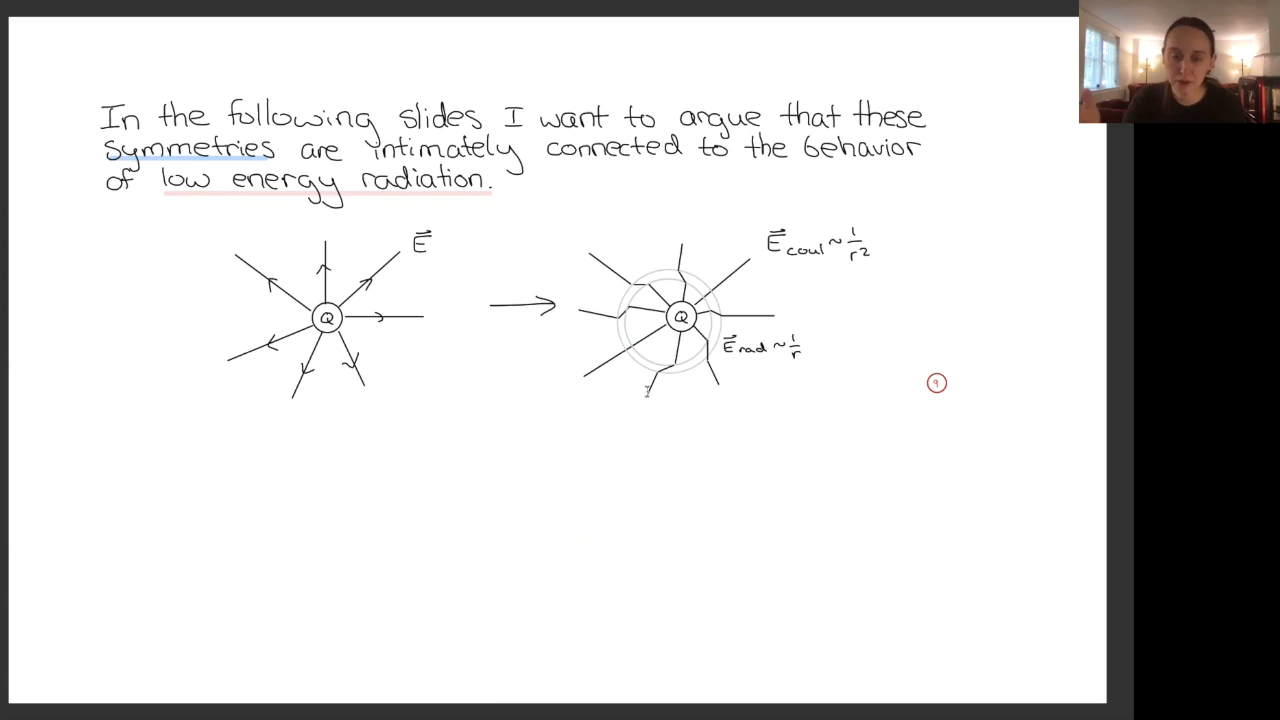 In the following slides I want to argue that these
symmetries are intimately connected to the behavior
of low energy radiation.
E⃗
Q
E⃗coul ~ 1/r²
Q
E⃗rad ~ 1/r
9